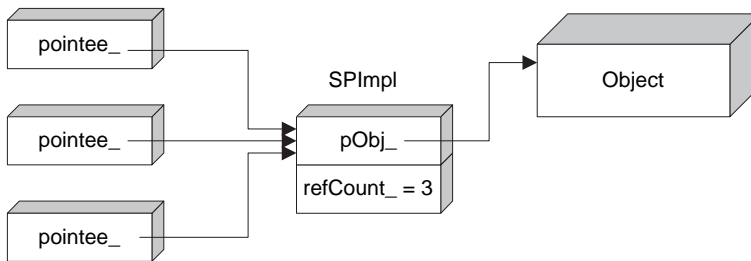 pointee_
SPImpl
Object
pointee_
pObj_
refCount_ = 3
pointee_